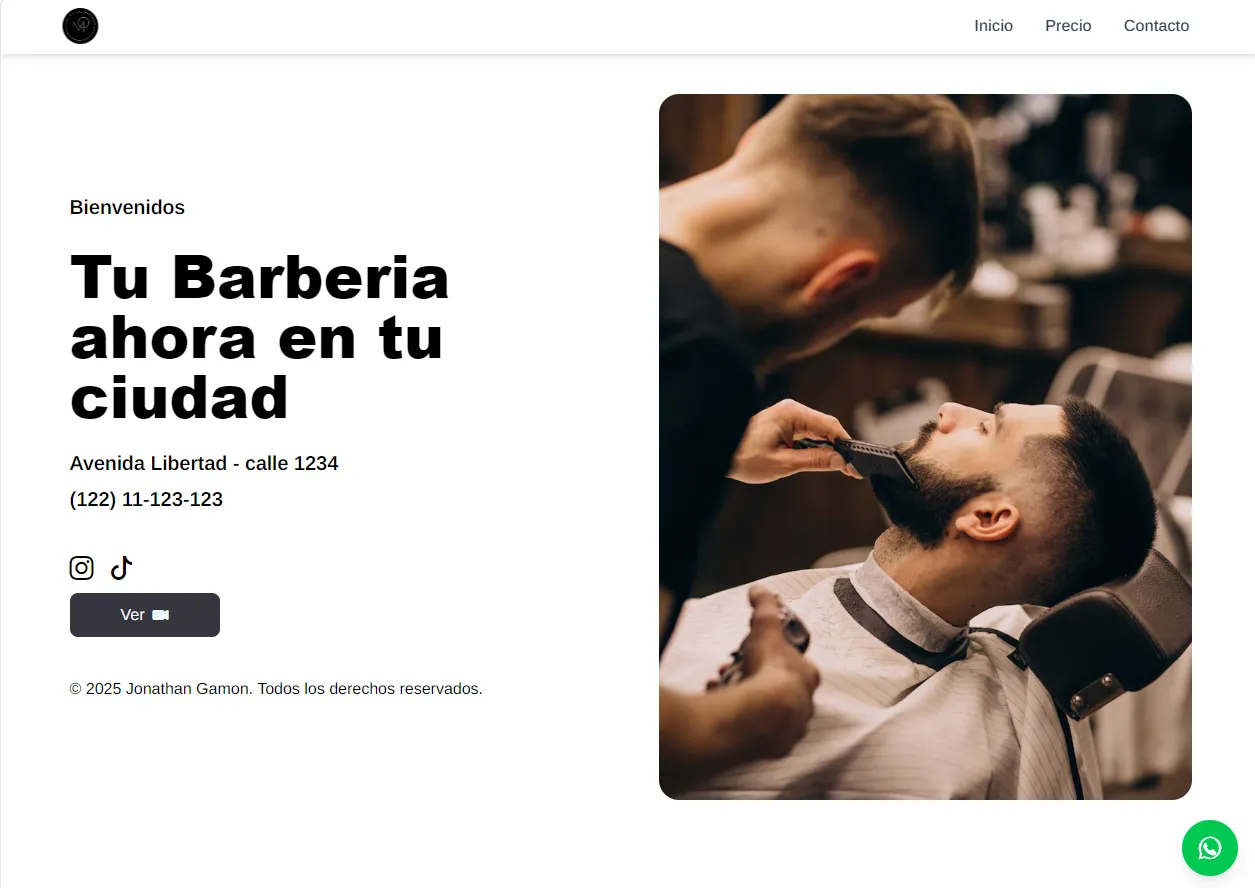 Inicio Precio Contacto
Bienvenidos
Tu Barberia
ahora en tu
ciudad
Avenida Libertad - calle 1234
(122) 11-123-123
Ver
© 2025 Jonathan Gamon. Todos los derechos reservados.